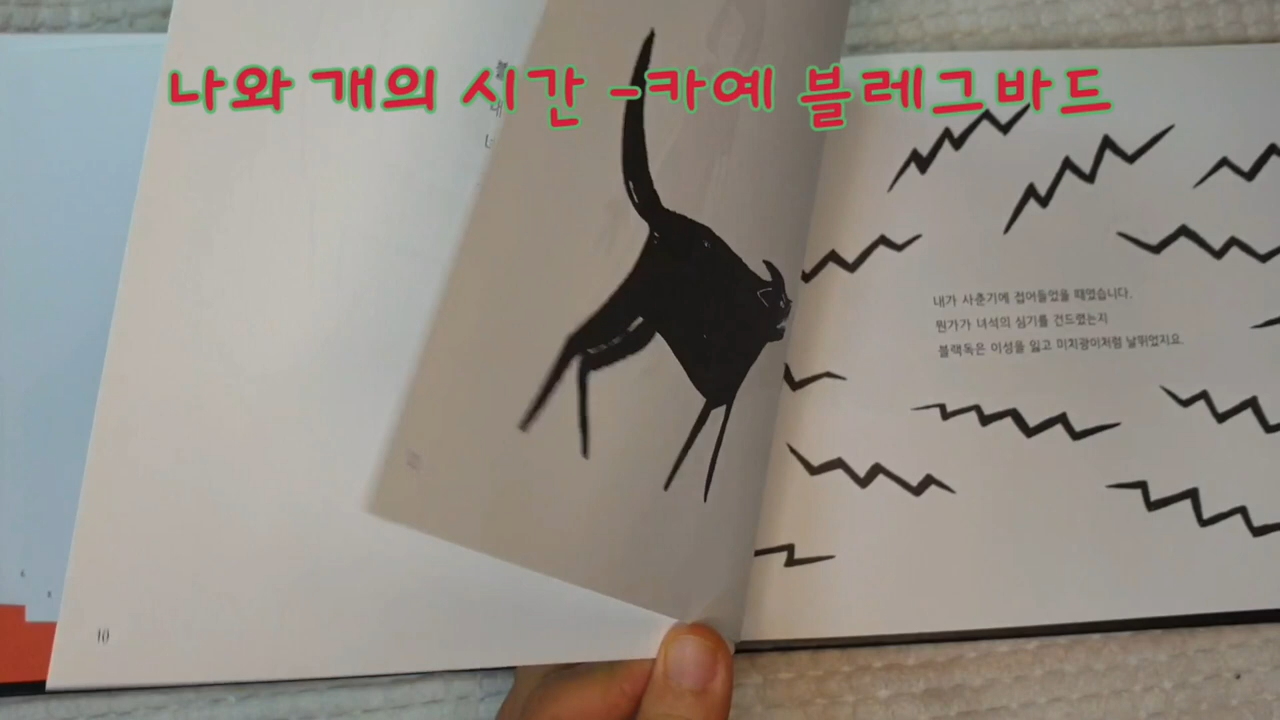 나와 개의 시간 -카예 블레그바드
내가 사춘기에 접어들었을 때였습니다.
뭔가가 녀석의 심기를 건드렸는지
블랙독은 이성을 잃고 미치광이처럼 날뛰었지요.
10